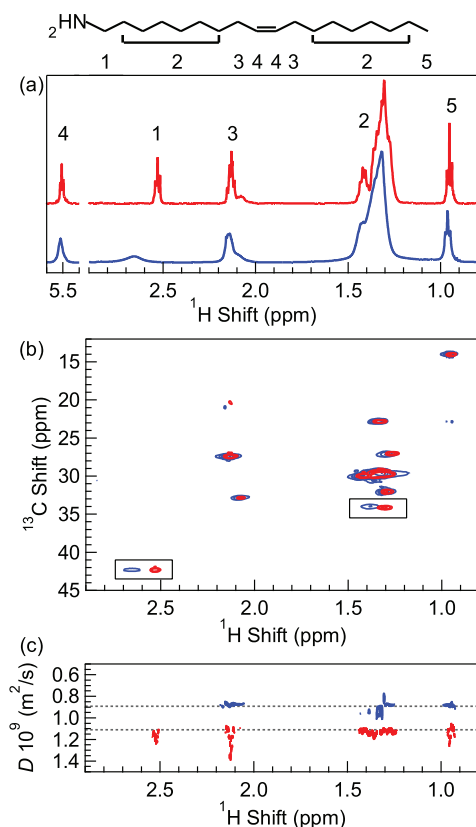 2HN
1 2 3 4 4 3 2 5
(a)
4 1 3 2 5
5.5 2.5 2.0 1.5 1.0
1H Shift (ppm)
(b)
15
20
25
30
35
40
45
13C Shift (ppm)
2.5 2.0 1.5 1.0
1H Shift (ppm)
(c)
0.6
0.8
1.0
1.2
1.4
D 10^9 (m^2/s)
2.5 2.0 1.5 1.0
1H Shift (ppm)